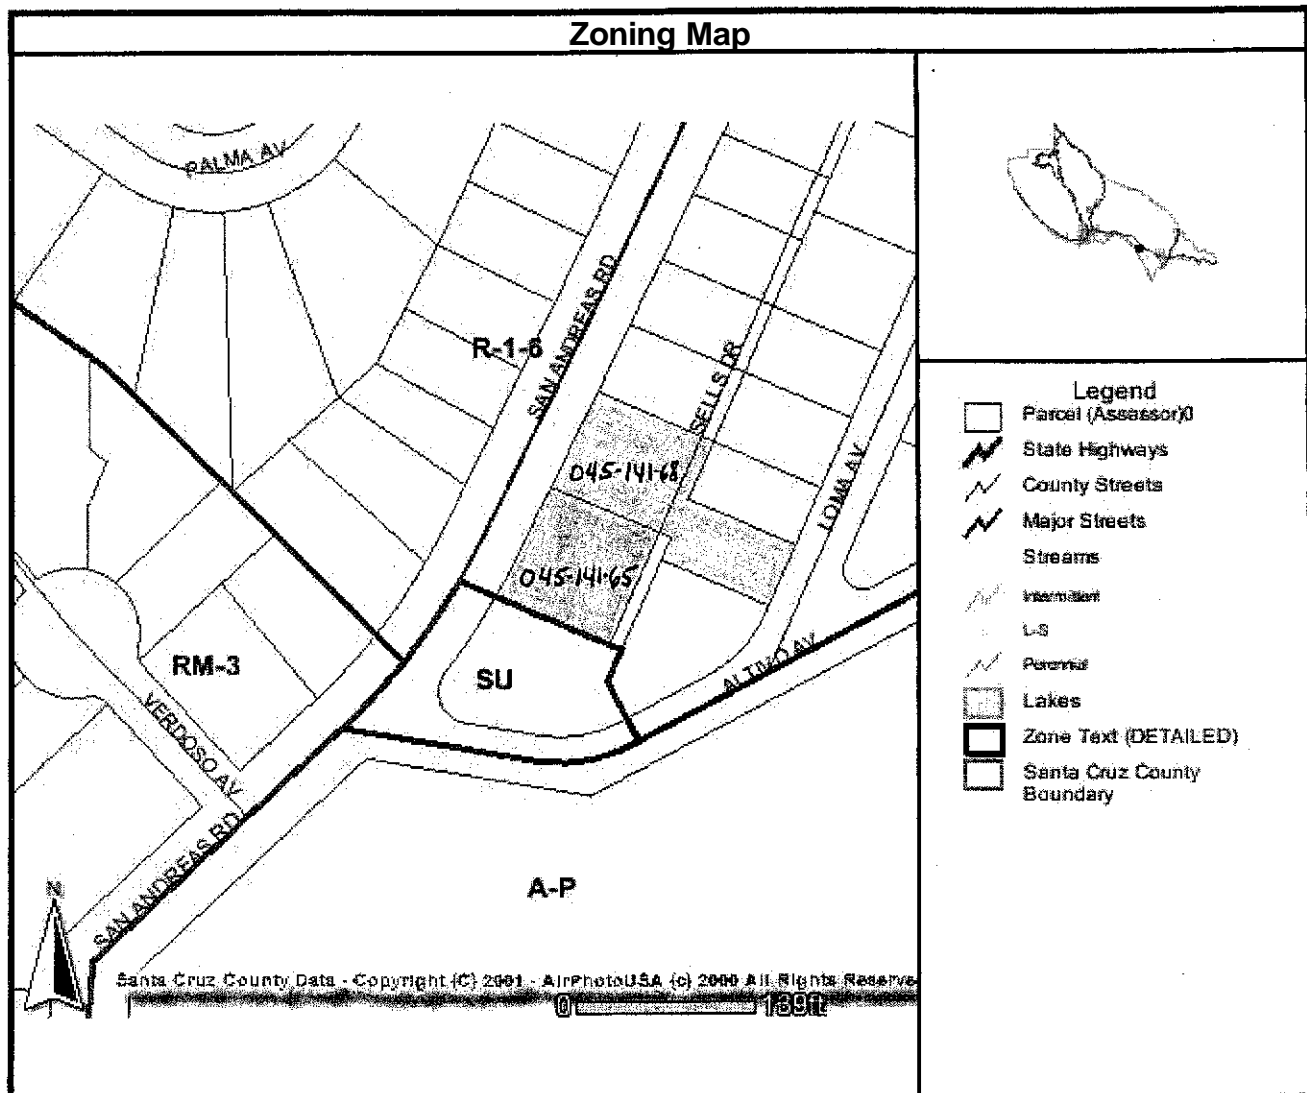 Zoning Map
PALMA AV
R-1-6
SAN ANDREAS RD
SELLS DR
045-141-68
LOMA AV
045-141-65
RM-3
SU
ALTIVO AV
VERDOSO AV
SAN ANDREAS RD
A-P
N
Santa Cruz County Data - Copyright (C) 2001 - AirPhotoUSA (c) 2000 All Rights Reserve
0 139ft
Legend
Parcel (Assessor)0
State Highways
County Streets
Major Streets
Streams
Intermittent
L-S
Perennial
Lakes
Zone Text (DETAILED)
Santa Cruz County
Boundary